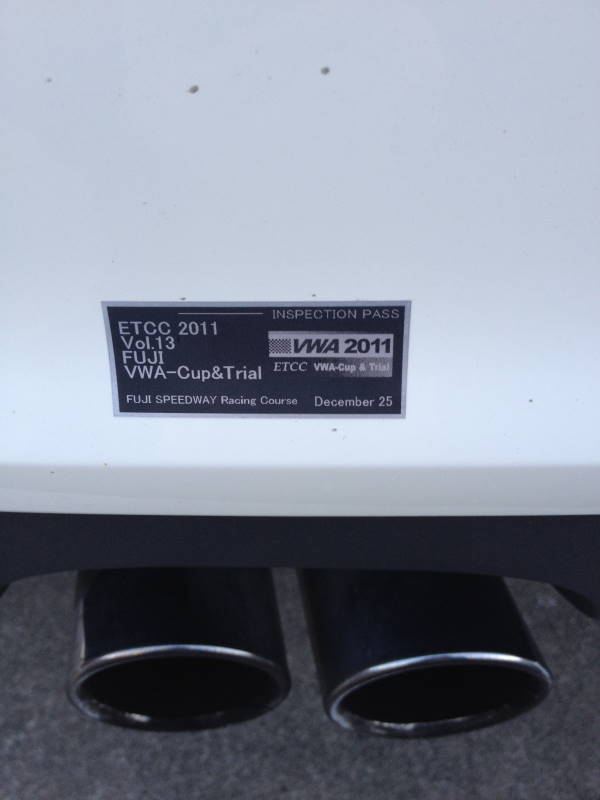 INSPECTION PASS
ETCC 2011
Vol.13
FUJI
VWA-Cup&Trial
VWA 2011
ETCC VWA-Cup & Trial
FUJI SPEEDWAY Racing Course December 25